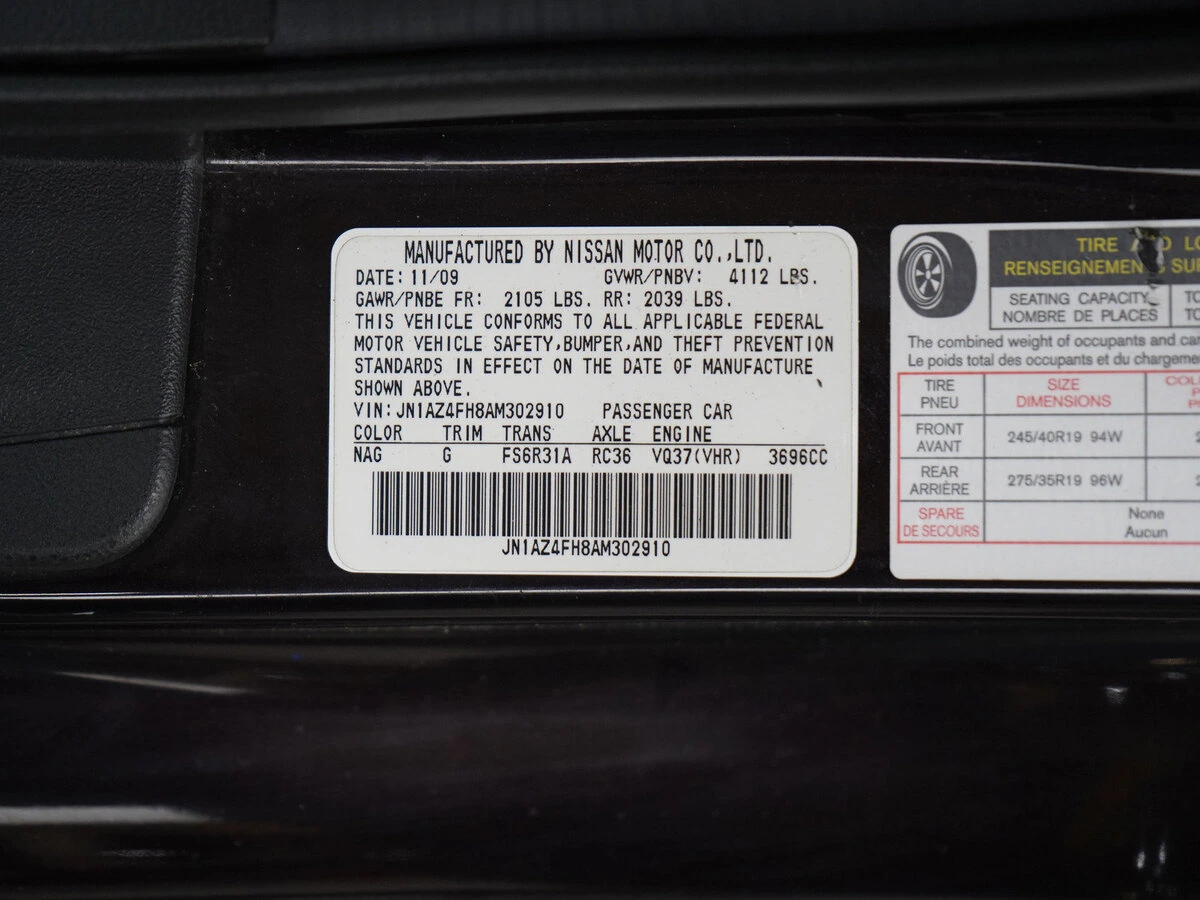 MANUFACTURED BY NISSAN MOTOR CO.,LTD.
DATE: 11/09 GVWR/PNBV: 4112 LBS.
GAWR/PNBE FR: 2105 LBS. RR: 2039 LBS.
THIS VEHICLE CONFORMS TO ALL APPLICABLE FEDERAL
MOTOR VEHICLE SAFETY,BUMPER,AND THEFT PREVENTION
STANDARDS IN EFFECT ON THE DATE OF MANUFACTURE
SHOWN ABOVE.
VIN: JN1AZ4FH8AM302910 PASSENGER CAR
COLOR TRIM TRANS AXLE ENGINE
NAG G FS6R31A RC36 VQ37(VHR) 3696CC
JN1AZ4FH8AM302910
TIRE
RENSEIGNEMEN
SEATING CAPACITY
NOMBRE DE PLACES
The combined weight of occupants and
Le poids total des occupants et du
TIRE SIZE
PNEU DIMENSIONS
FRONT
AVANT
245/40R19 94W
REAR
ARRIÈRE
275/35R19 96W
SPARE
DE SECOURS
None
Aucun